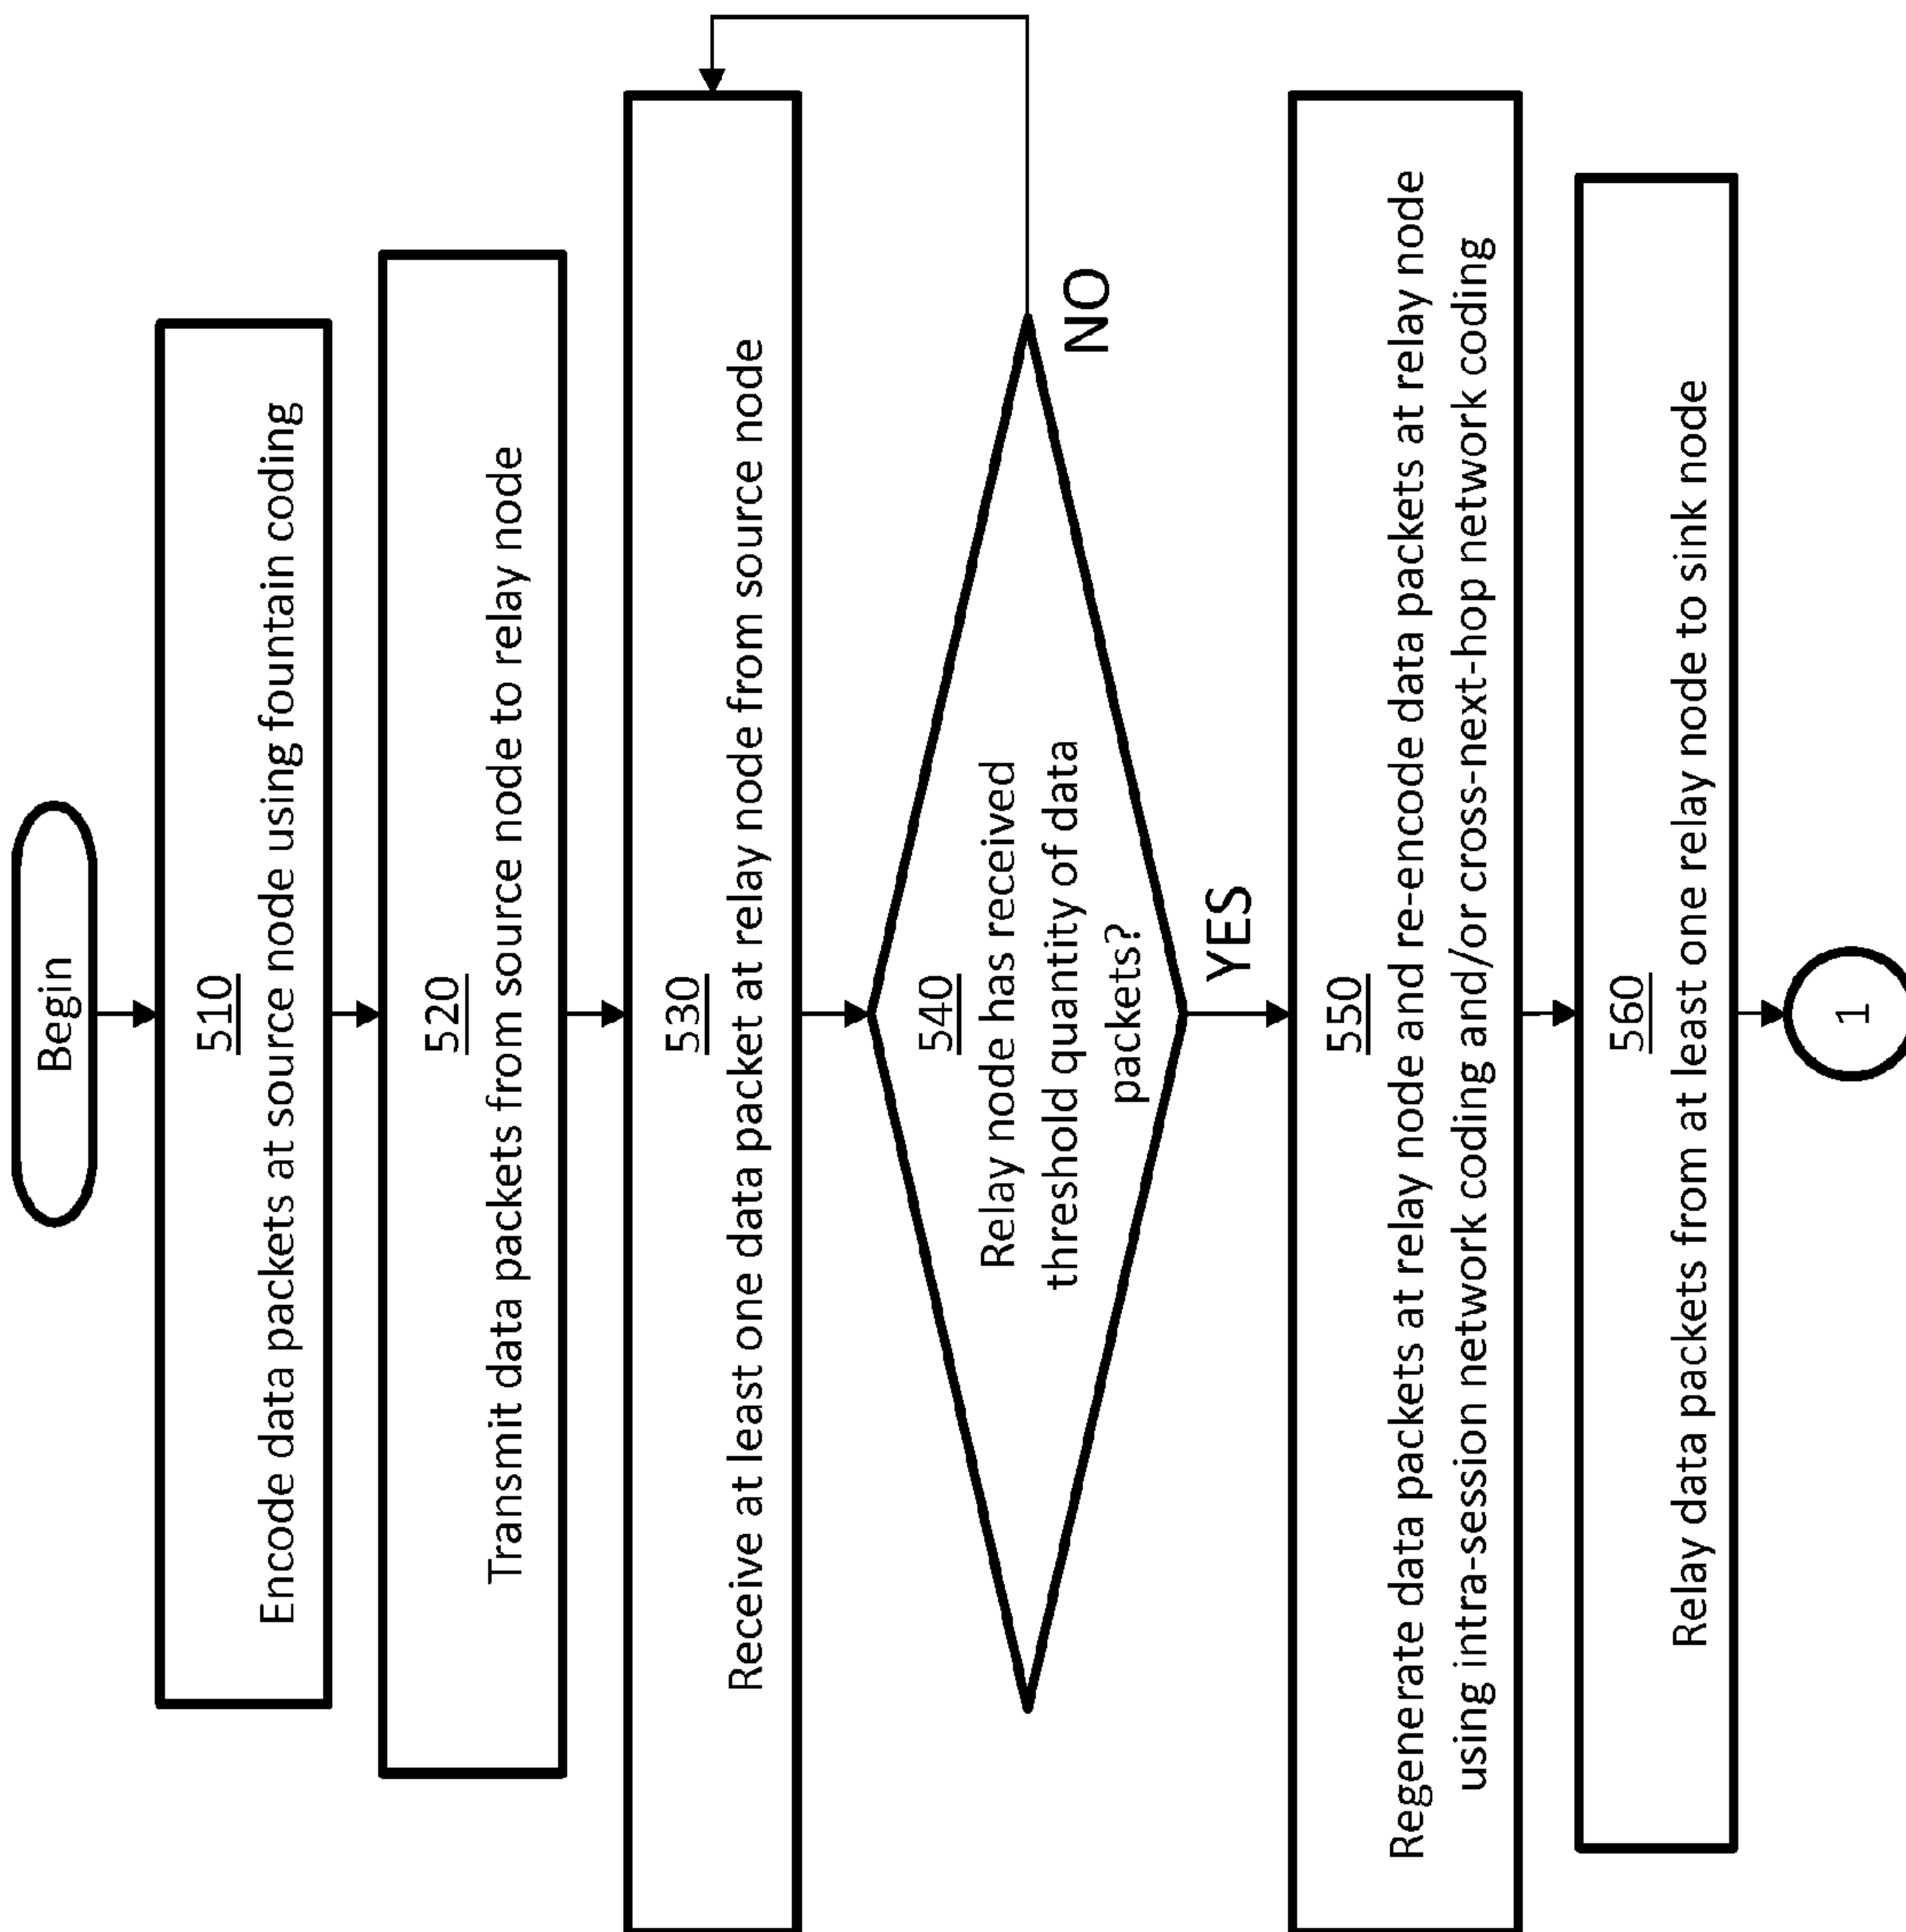 Begin
510
Encode data packets at source node using fountain coding
520
Transmit data packets from source node to relay node
530
Receive at least one data packet at relay node from source node
540
Relay node has received
threshold quantity of data
packets?
NO
YES
550
Regenerate data packets at relay node and re-encode data packets at relay node
using intra-session network coding and/or cross-next-hop network coding
560
Relay data packets from at least one relay node to sink node
1